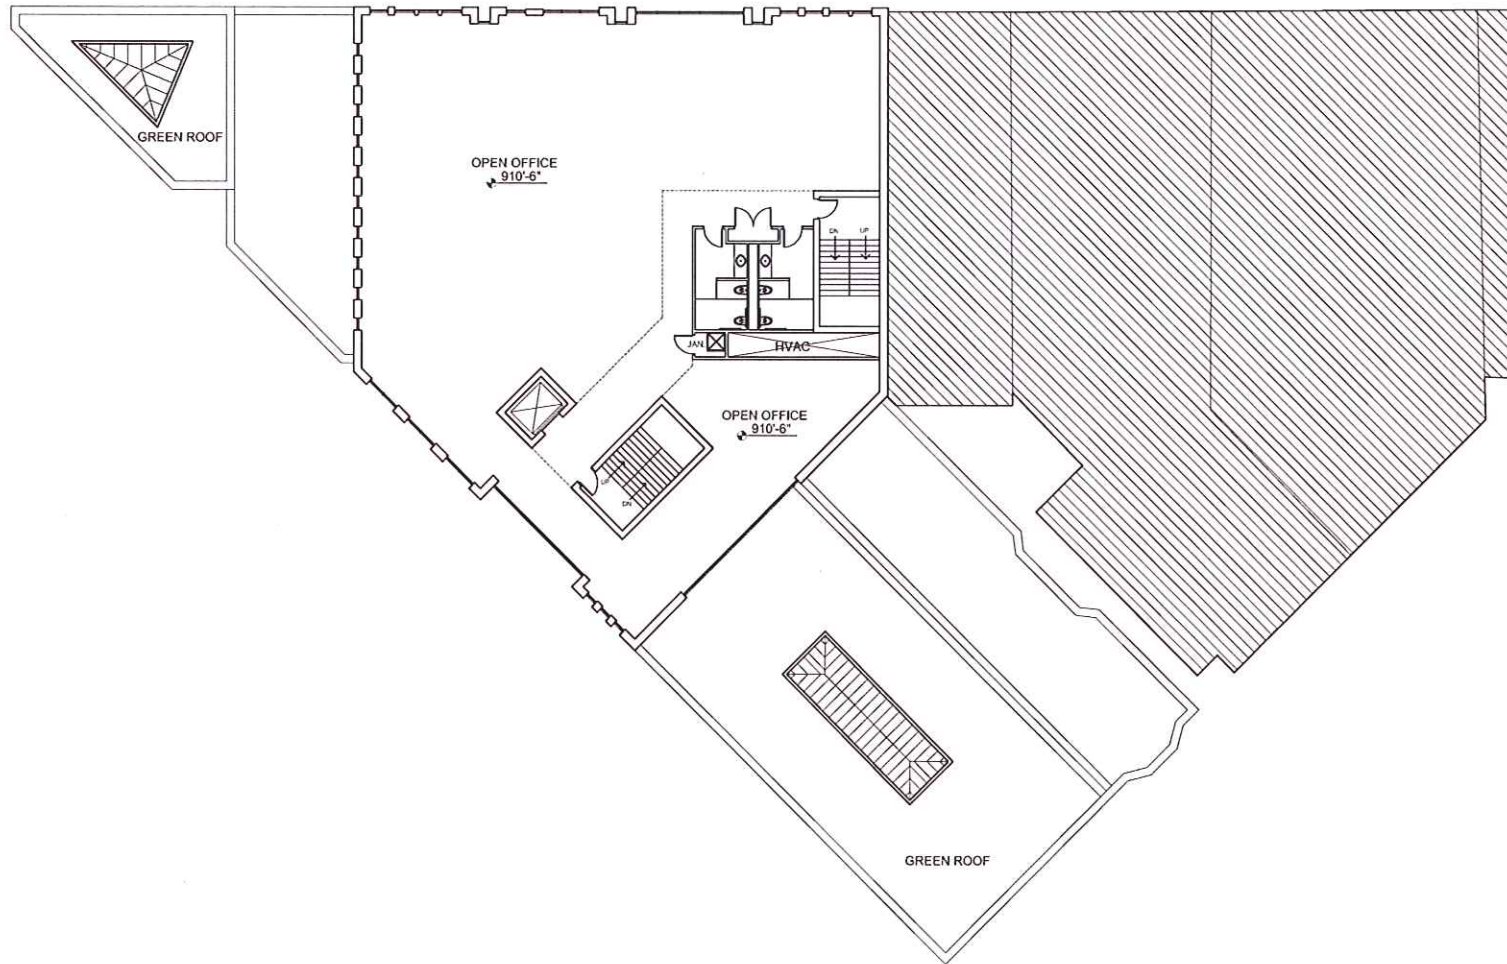 GREEN ROOF
OPEN OFFICE
910'-6"
DN
UP
JAN.
HVAC
OPEN OFFICE
910'-6"
UP
DN
GREEN ROOF